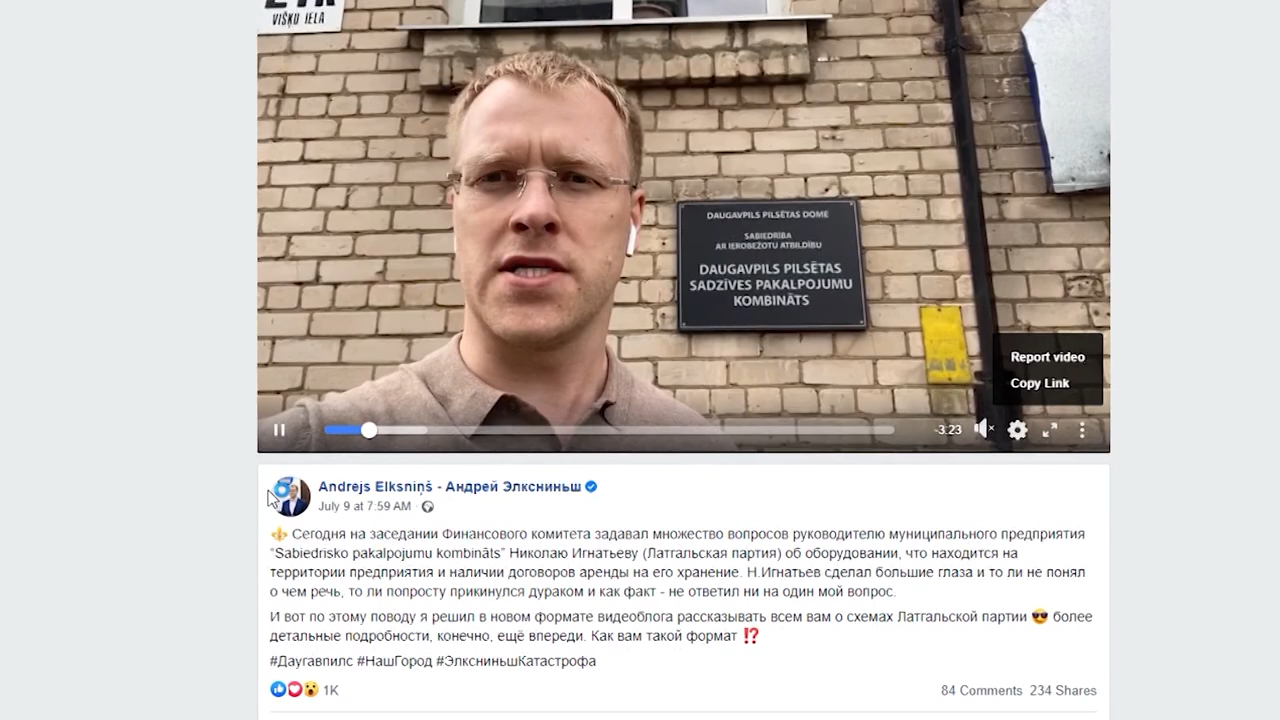 VIŠĶU IELA
DAUGAVPILS PILSĒTAS DOME
SABIEDRĪBA
AR IEROBEŽOTU ATBILDĪBU
DAUGAVPILS PILSĒTAS
SADZĪVES PAKALPOJUMU
KOMBINĀTS
Report video
Copy Link
-3:23
Andrejs Elksniņš - Андрей Элксниньш
July 9 at 7:59 AM ·
Сегодня на заседании Финансового комитета задавал множество вопросов руководителю муниципального предприятия
“Sabiedrisko pakalpojumu kombināts” Николаю Игнатьеву (Латгальская партия) об оборудовании, что находится на
территории предприятия и наличии договоров аренды на его хранение. Н.Игнатьев сделал большие глаза и то ли не понял
о чем речь, то ли попросту прикинулся дураком и как факт - не ответил ни на один мой вопрос.
И вот по этому поводу я решил в новом формате видеоблога рассказывать всем вам о схемах Латгальской партии 😎 более
детальные подробности, конечно, ещё впереди. Как вам такой формат ⁉️
#Даугавпилс #НашГород #ЭлксниньшКатастрофа
1K
84 Comments 234 Shares